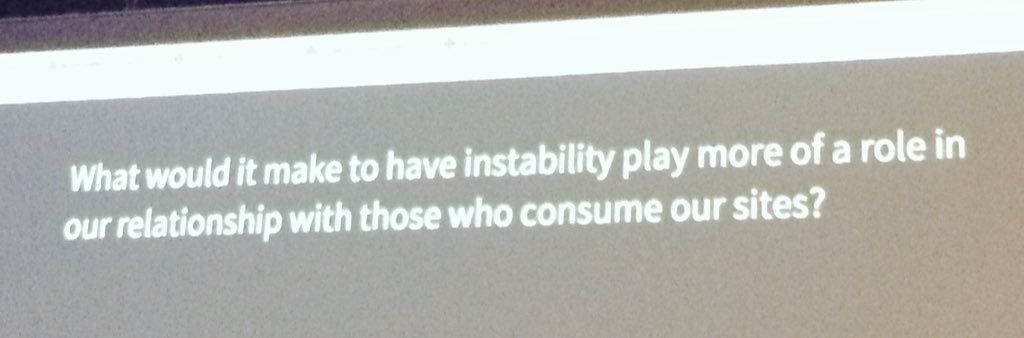 What would it make to have instability play more of a role in
our relationship with those who consume our sites?